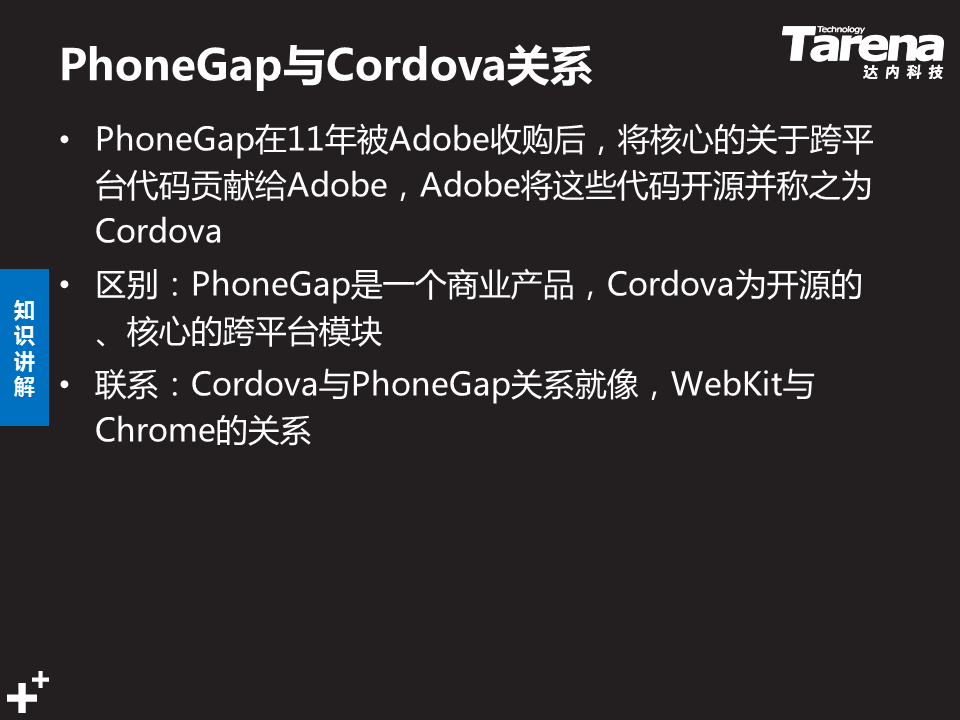 PhoneGap与Cordova关系
Technology
Tarena
达内科技
• PhoneGap在11年被Adobe收购后，将核心的关于跨平
台代码贡献给Adobe，Adobe将这些代码开源并称之为
Cordova
• 区别：PhoneGap是一个商业产品，Cordova为开源的
、核心的跨平台模块
• 联系：Cordova与PhoneGap关系就像，WebKit与
Chrome的关系
知
识
讲
解